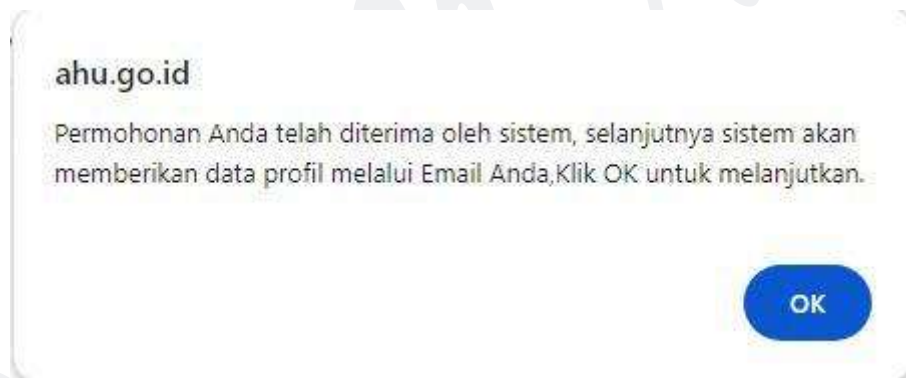 ahu.go.id
Permohonan Anda telah diterima oleh sistem, selanjutnya sistem akan
memberikan data profil melalui Email Anda,Klik OK untuk melanjutkan.
OK